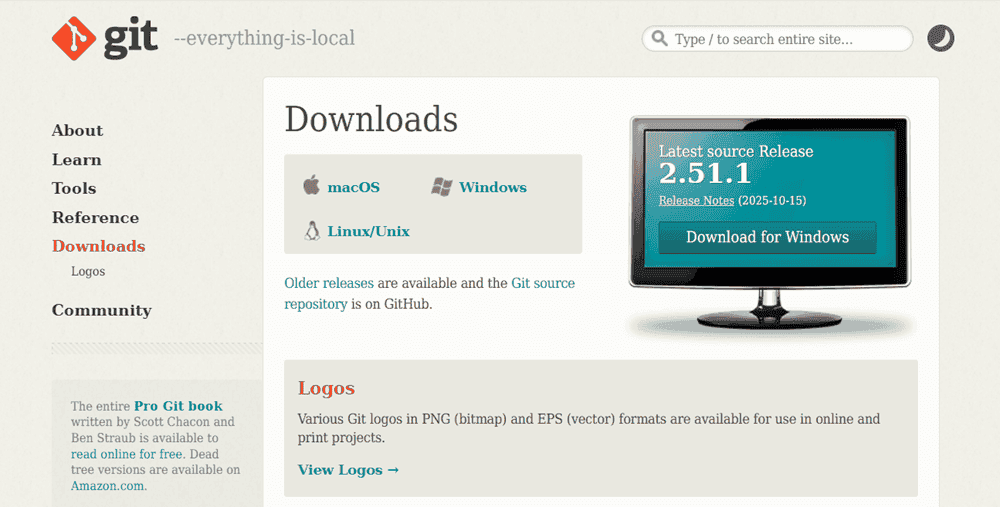 git --everything-is-local
Type / to search entire site...
About
Learn
Tools
Reference
Downloads
Logos
Community
The entire Pro Git book
written by Scott Chacon and
Ben Straub is available to
read online for free. Dead
tree versions are available on
Amazon.com.
Downloads
macOS
Windows
Linux/Unix
Older releases are available and the Git source
repository is on GitHub.
Latest source Release
2.51.1
Release Notes (2025-10-15)
Download for Windows
Logos
Various Git logos in PNG (bitmap) and EPS (vector) formats are available for use in online and
print projects.
View Logos →